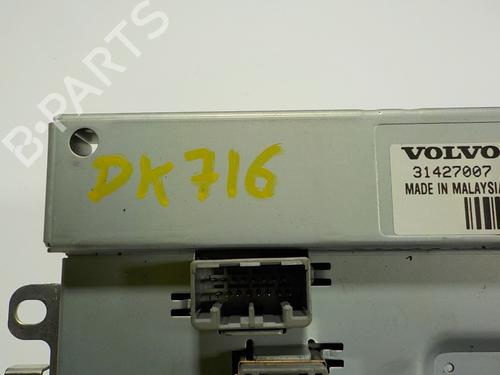 B-PARTS
DK716
VOLVO
31427007
MADE IN MALAYSIA